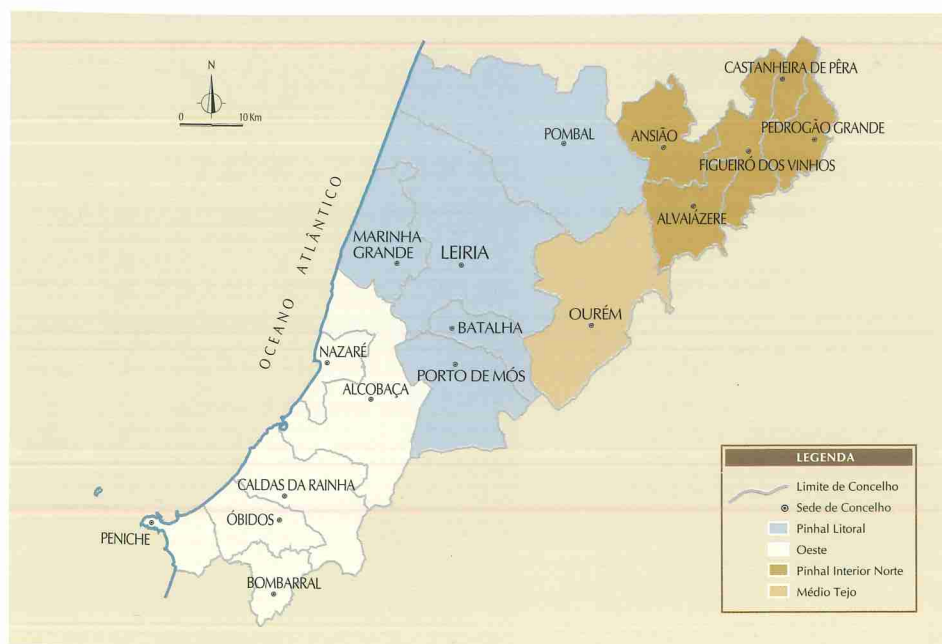 N
0 10 Km
OCEANO ATLÂNTICO
CASTANHEIRA DE PÊRA
POMBAL
ANSIÃO
PEDROGÃO GRANDE
FIGUEIRÓ DOS VINHOS
ALVAIÁZERE
MARINHA
GRANDE
LEIRIA
OURÉM
BATALHA
NAZARÉ
PORTO DE MÓS
ALCOBAÇA
CALDAS DA RAINHA
ÓBIDOS
PENICHE
BOMBARRAL
LEGENDA
Limite de Concelho
Sede de Concelho
Pinhal Litoral
Oeste
Pinhal Interior Norte
Médio Tejo